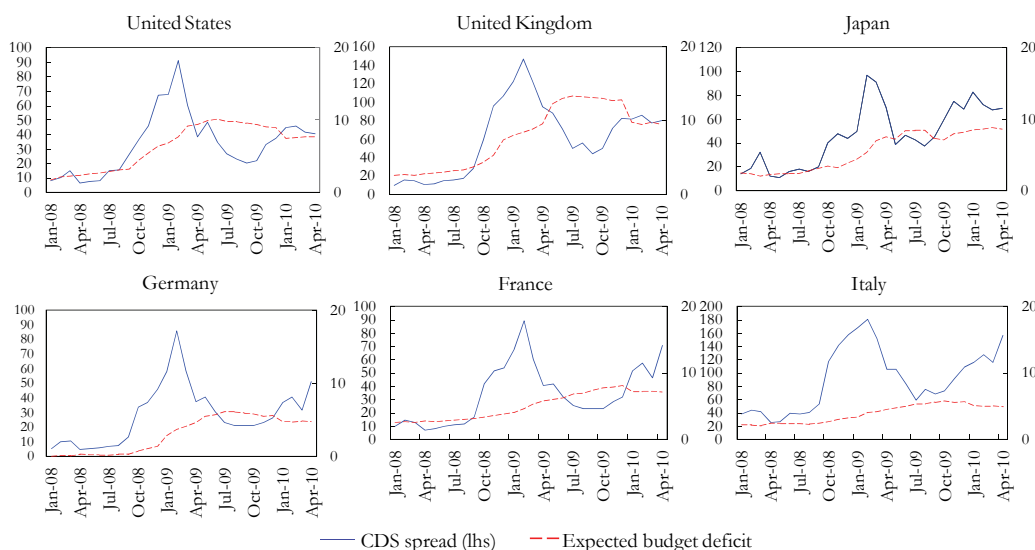 United States
United Kingdom
Japan
100
90
80
70
60
50
40
30
20
10
0
20
10
0
Jan-08
Apr-08
Jul-08
Oct-08
Jan-09
Apr-09
Jul-09
Oct-09
Jan-10
Apr-10
160
140
120
100
80
60
40
20
0
20
10
0
Jan-08
Apr-08
Jul-08
Oct-08
Jan-09
Apr-09
Jul-09
Oct-09
Jan-10
Apr-10
120
100
80
60
40
20
0
20
10
0
Jan-08
Apr-08
Jul-08
Oct-08
Jan-09
Apr-09
Jul-09
Oct-09
Jan-10
Apr-10
Germany
France
Italy
100
90
80
70
60
50
40
30
20
10
0
20
10
0
Jan-08
Apr-08
Jul-08
Oct-08
Jan-09
Apr-09
Jul-09
Oct-09
Jan-10
Apr-10
100
90
80
70
60
50
40
30
20
10
0
20
10
0
Jan-08
Apr-08
Jul-08
Oct-08
Jan-09
Apr-09
Jul-09
Oct-09
Jan-10
Apr-10
200
180
160
140
120
100
80
60
40
20
0
20
10
0
Jan-08
Apr-08
Jul-08
Oct-08
Jan-09
Apr-09
Jul-09
Oct-09
Jan-10
Apr-10
CDS spread (lhs)
Expected budget deficit